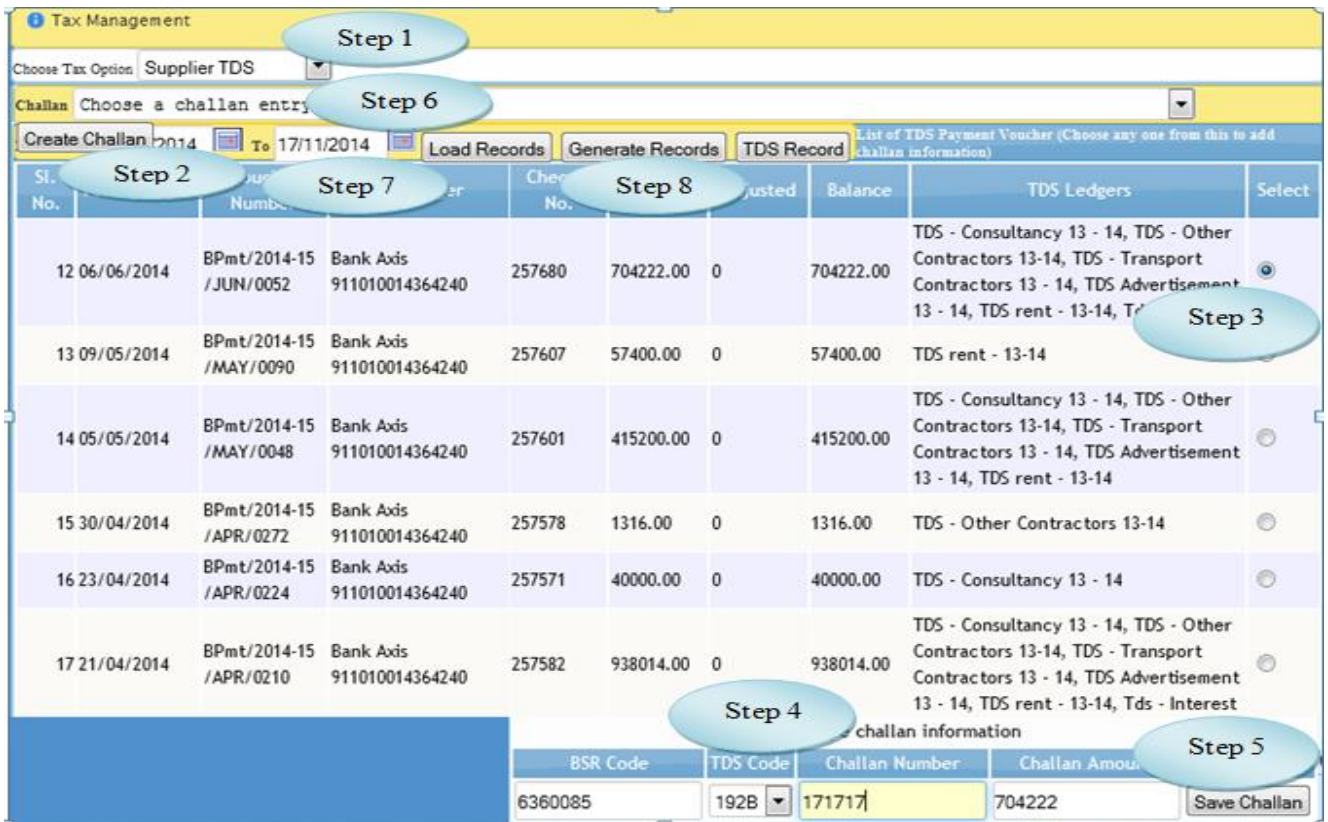 Tax Management
Step 1
Choose Tax Option Supplier TDS
Challan Choose a challan entry
Step 6
Create Challan 2014 To 17/11/2014 Load Records Generate Records TDS Record List of TDS Payment Voucher (Choose any one from this to add
challan information)
Step 2 Step 7 Step 8
Sl. No. Balance TDS Ledgers Select
12 06/06/2014 BPmt/2014-15 /JUN/0052 Bank Axis 911010014364240 257680 704222.00 0 704222.00
TDS - Consultancy 13 - 14, TDS - Other
Contractors 13-14, TDS - Transport
Contractors 13 - 14, TDS Advertisement
13 - 14, TDS rent - 13-14,
Step 3
13 09/05/2014 BPmt/2014-15 /MAY/0090 Bank Axis 911010014364240 257607 57400.00 0 57400.00 TDS rent - 13-14
14 05/05/2014 BPmt/2014-15 /MAY/0048 Bank Axis 911010014364240 257601 415200.00 0 415200.00
TDS - Consultancy 13 - 14, TDS - Other
Contractors 13-14, TDS - Transport
Contractors 13 - 14, TDS Advertisement
13 - 14, TDS rent - 13-14
15 30/04/2014 BPmt/2014-15 /APR/0272 Bank Axis 911010014364240 257578 1316.00 0 1316.00 TDS - Other Contractors 13-14
16 23/04/2014 BPmt/2014-15 /APR/0224 Bank Axis 911010014364240 257571 40000.00 0 40000.00 TDS - Consultancy 13 - 14
17 21/04/2014 BPmt/2014-15 /APR/0210 Bank Axis 911010014364240 257582 938014.00 0 938014.00
TDS - Consultancy 13 - 14, TDS - Other
Contractors 13-14, TDS - Transport
Contractors 13 - 14, TDS Advertisement
13 - 14, TDS rent - 13-14, Tds - Interest
Step 4
challan information
Step 5
BSR Code TDS Code Challan Number Challan
6360085 192B 171717 704222 Save Challan